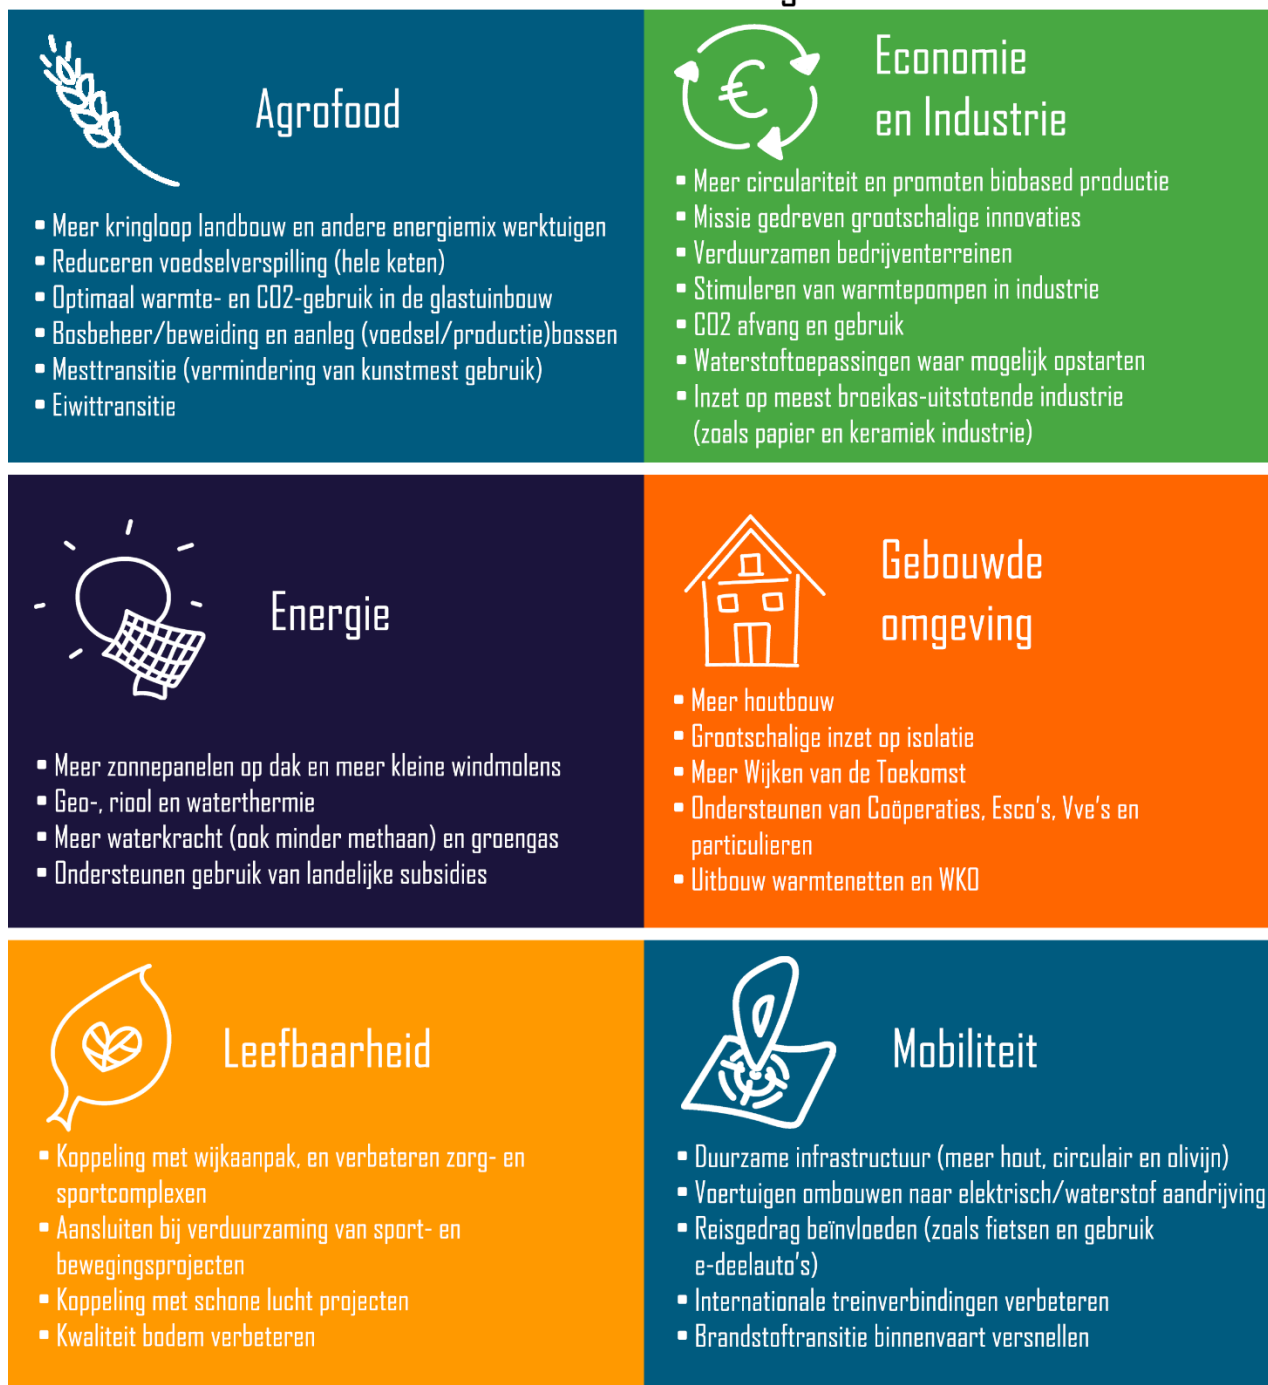 Agrofood
▪ Meer kringloop landbouw en andere energiemix werktuigen
▪ Reduceren voedselverspilling (hele keten)
▪ Optimaal warmte- en CO2-gebruik in de glastuinbouw
▪ Bosbeheer/beweiding en aanleg (voedsel/productie)bossen
▪ Mesttransitie (vermindering van kunstmest gebruik)
▪ Eiwittransitie
Economie
en Industrie
▪ Meer circulariteit en promoten biobased productie
▪ Missie gedreven grootschalige innovaties
▪ Verduurzamen bedrijventerreinen
▪ Stimuleren van warmtepompen in industrie
▪ CO2 afvang en gebruik
▪ Waterstoftoepassingen waar mogelijk opstarten
▪ Inzet op meest broeikas-uitstotende industrie
(zoals papier en keramiek industrie)
Energie
▪ Meer zonnepanelen op dak en meer kleine windmolens
▪ Geo-, riool en waterthermie
▪ Meer waterkracht (ook minder methaan) en groengas
▪ Ondersteunen gebruik van landelijke subsidies
Gebouwde
omgeving
▪ Meer houtbouw
▪ Grootschalige inzet op isolatie
▪ Meer Wijken van de Toekomst
▪ Ondersteunen van Coöperaties, Esco's, Vve's en
particulieren
▪ Uitbouw warmtenetten en WKO
Leefbaarheid
▪ Koppeling met wijkaanpak, en verbeteren zorg- en
sportcomplexen
▪ Aansluiten bij verduurzaming van sport- en
bewegingsprojecten
▪ Koppeling met schone lucht projecten
▪ Kwaliteit bodem verbeteren
Mobiliteit
▪ Duurzame infrastructuur (meer hout, circulair en olivijn)
▪ Voertuigen ombouwen naar elektrisch/waterstof aandrijving
▪ Reisgedrag beïnvloeden (zoals fietsen en gebruik
e-deelauto's)
▪ Internationale treinverbindingen verbeteren
▪ Brandstoftransitie binnenvaart versnellen